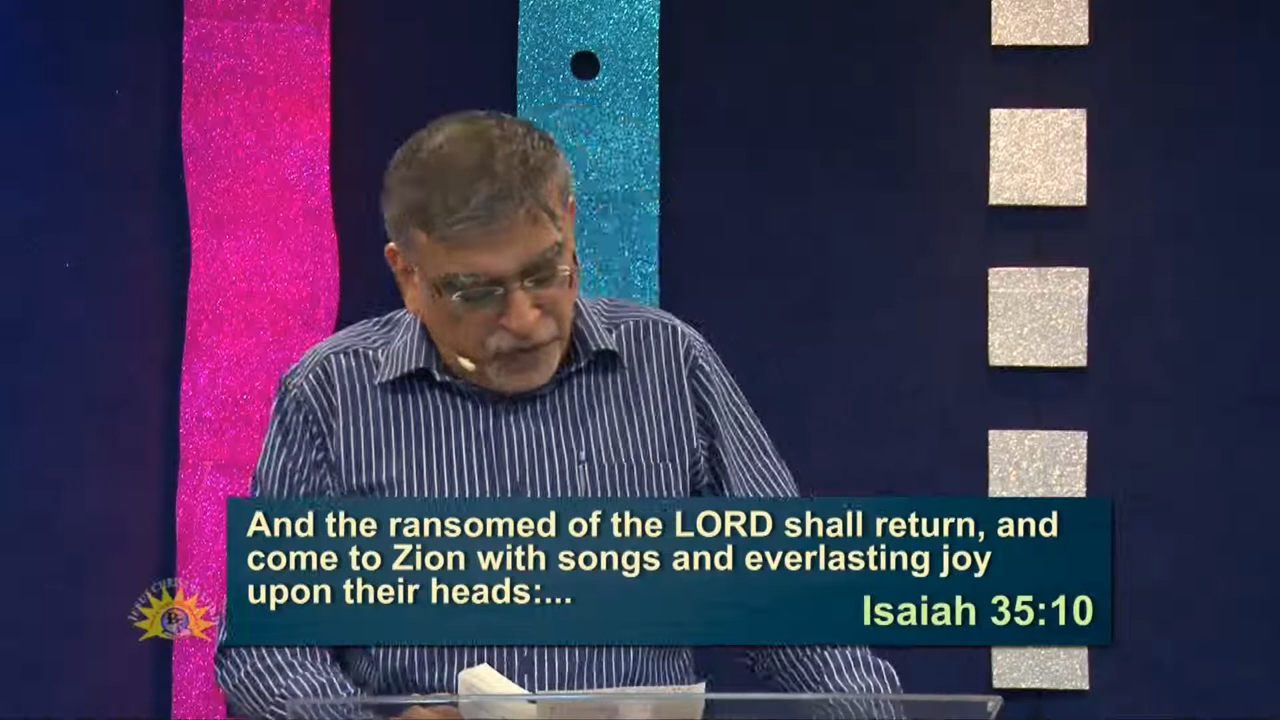 And the ransomed of the LORD shall return, and
come to Zion with songs and everlasting joy
upon their heads:...
Isaiah 35:10